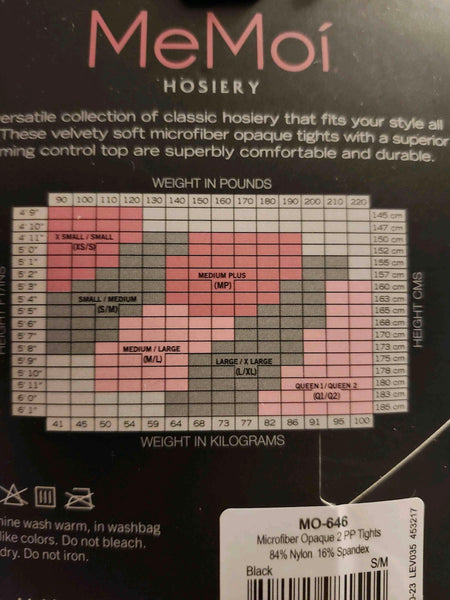 MeMoí
HOSIERY
ersatile collection of classic hosiery that fits your style all
These velvety soft microfiber opaque tights with a superior
ming control top are superbly comfortable and durable.
WEIGHT IN POUNDS
90 100 110 120 130 140 150 160 170 180 190 200 210 220
4' 9" 145 cm
4' 10" 147 cm
4' 11" 150 cm
5' 0" 152 cm
5' 1" 155 cm
5' 2" 157 cm
5' 3" 160 cm
5' 4" 163 cm
5' 5" 165 cm
5' 6" 168 cm
5' 7" 170 cm
5' 8" 173 cm
5' 9" 175 cm
5' 10" 178 cm
5' 11" 180 cm
6' 0" 183 cm
6' 1" 185 cm
X SMALL / SMALL
(XS/S)
MEDIUM PLUS
(MP)
SMALL / MEDIUM
(S/M)
MEDIUM / LARGE
(M/L)
LARGE / X LARGE
(L/XL)
QUEEN 1 / QUEEN 2
(Q1/Q2)
HEIGHT FT/INS
HEIGHT CMS
41 45 50 54 59 64 68 73 77 82 86 91 95 100
WEIGHT IN KILOGRAMS
hine wash warm, in washbag
like colors. Do not bleach.
dry. Do not iron.
MO-646
Microfiber Opaque 2 PP Tights
84% Nylon 16% Spandex
Black S/M
0-23 LEV035 453217